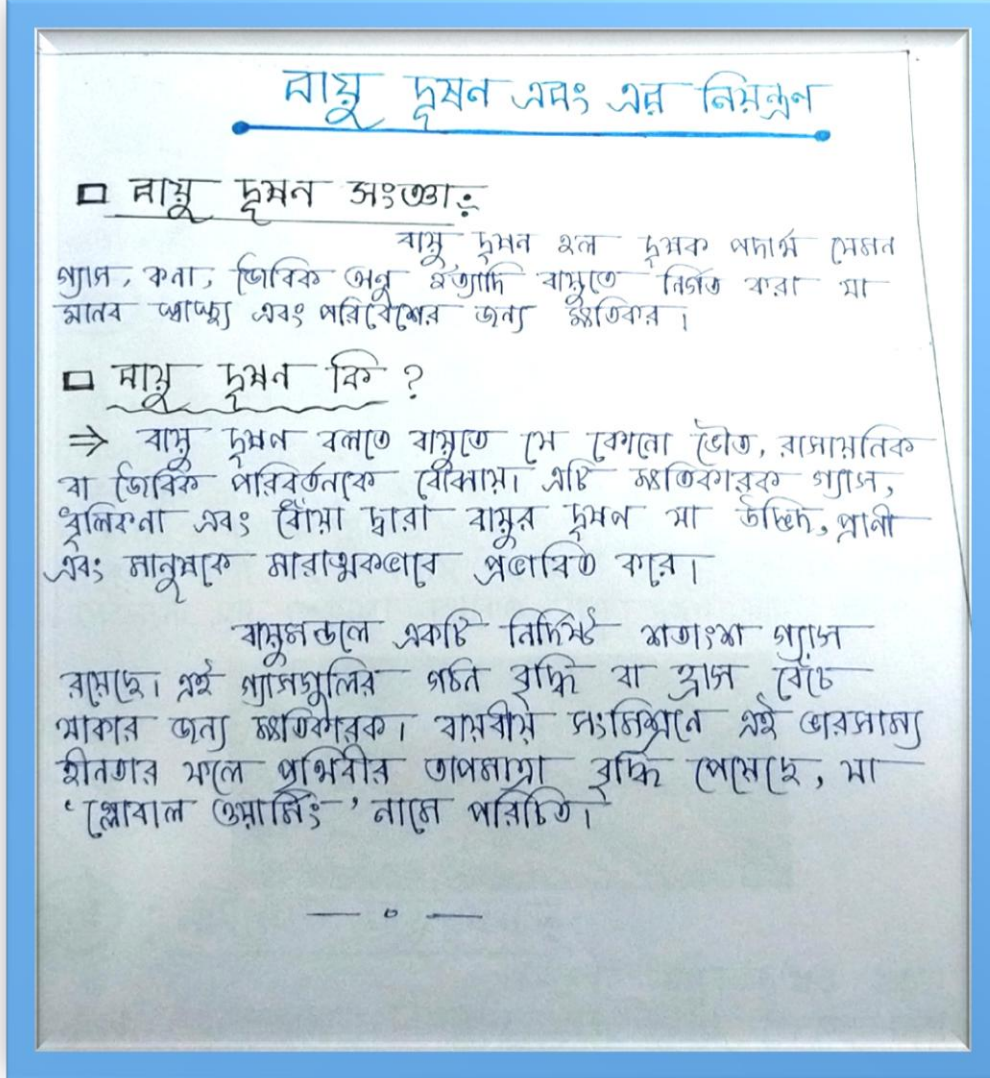 বায়ু দূষন এবং এর নিয়ন্ত্রন
বায়ু দূষন সংজ্ঞা:
বায়ু দূষন হল দূষক পদার্থ যেমন
গ্যাস, কনা, জৈবিক অনু ইত্যাদি বায়ুতে নির্গত করা যা
মানব স্বাস্থ্য এবং পরিবেশের জন্য ক্ষতিকর।
বায়ু দূষন কি?
⇒ বায়ু দূষন বলতে বায়ুতে যে কোনো ভৌত, রাসায়নিক
বা জৈবিক পরিবর্তনকে বোঝায়। এটি ক্ষতিকারক গ্যাস,
ধূলিকনা এবং ধোঁয়া দ্বারা বায়ুর দূষন যা উদ্ভিদ, প্রাণী
এবং মানুষকে মারাত্মকভাবে প্রভাবিত করে।
বায়ুমন্ডলে একটি নির্দিষ্ট শতাংশ গ্যাস
রয়েছে। এই গ্যাসগুলির গঠন বৃদ্ধি বা হ্রাস বেঁচে
থাকার জন্য ক্ষতিকারক। বায়বীয় সংমিশ্রনে এই ভারসাম্য
হীনতার ফলে পৃথিবীর তাপমাত্রা বৃদ্ধি পেয়েছে, যা
‘গ্লোবাল ওয়ার্মিং’ নামে পরিচিত।